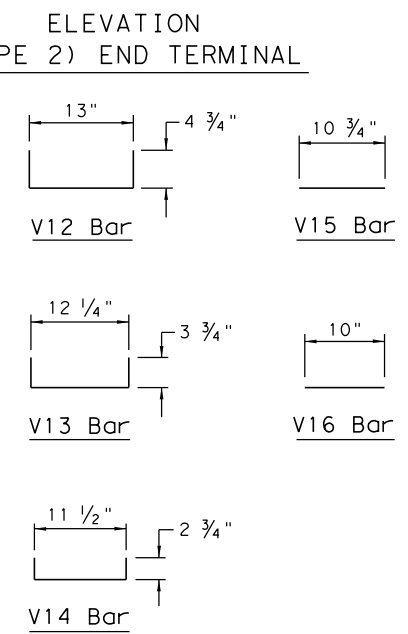 ELEVATION
PE 2) END TERMINAL
13"
4 3/4"
V12 Bar
10 3/4"
V15 Bar
12 1/4"
3 3/4"
V13 Bar
10"
V16 Bar
11 1/2"
2 3/4"
V14 Bar